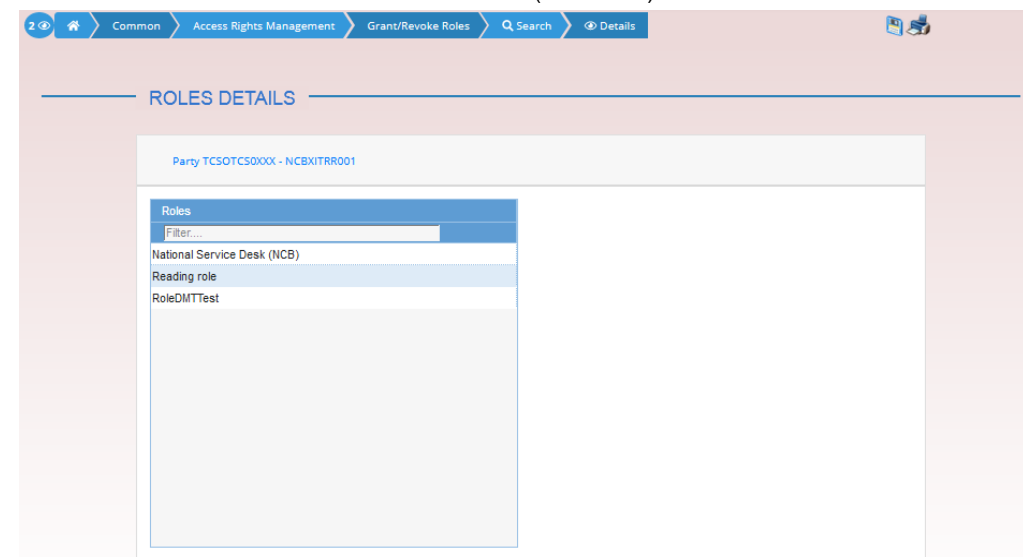 2 Common Access Rights Management Grant/Revoke Roles Search Details
ROLES DETAILS
Party TCSOTCS0XXX - NCBXITRR001
Roles
Filter....
National Service Desk (NCB)
Reading role
RoleDMTTest